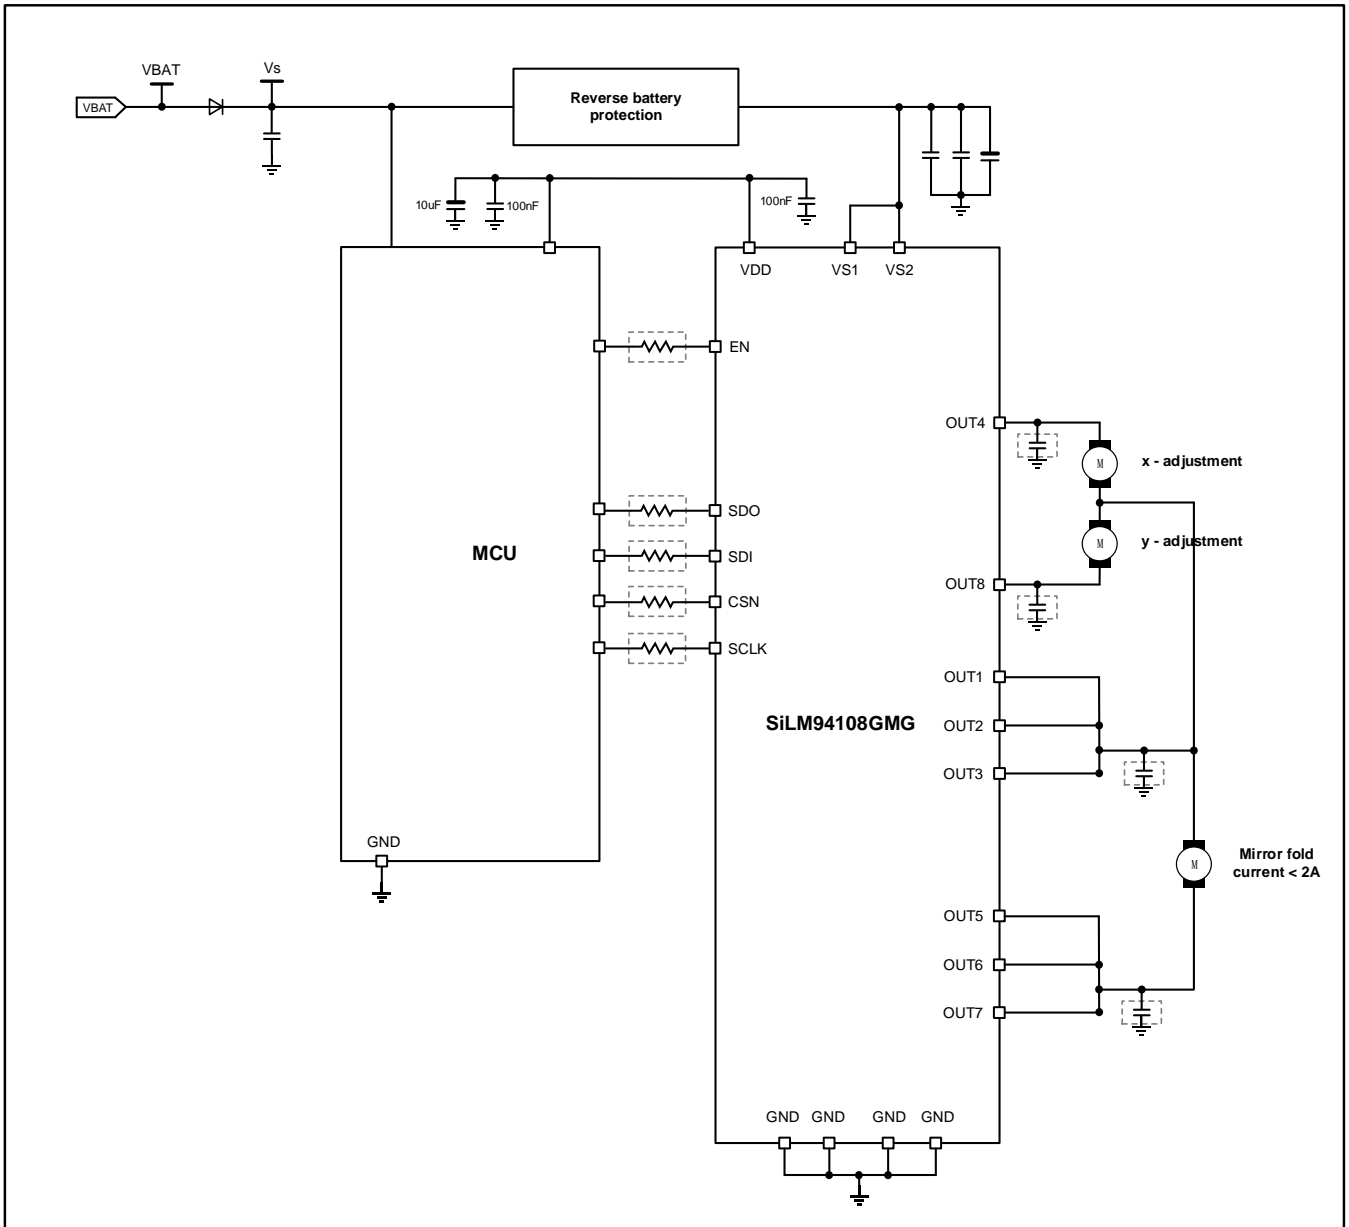 VBAT
Vs
VBAT
Reverse battery
protection
10uF
100nF
100nF
VDD
VS1
VS2
EN
OUT4
x - adjustment
SDO
MCU
SDI
y - adjustment
OUT8
CSN
SCLK
OUT1
SiLM94108GMG
OUT2
OUT3
GND
Mirror fold
current < 2A
OUT5
OUT6
OUT7
GND GND GND GND
M
M
M